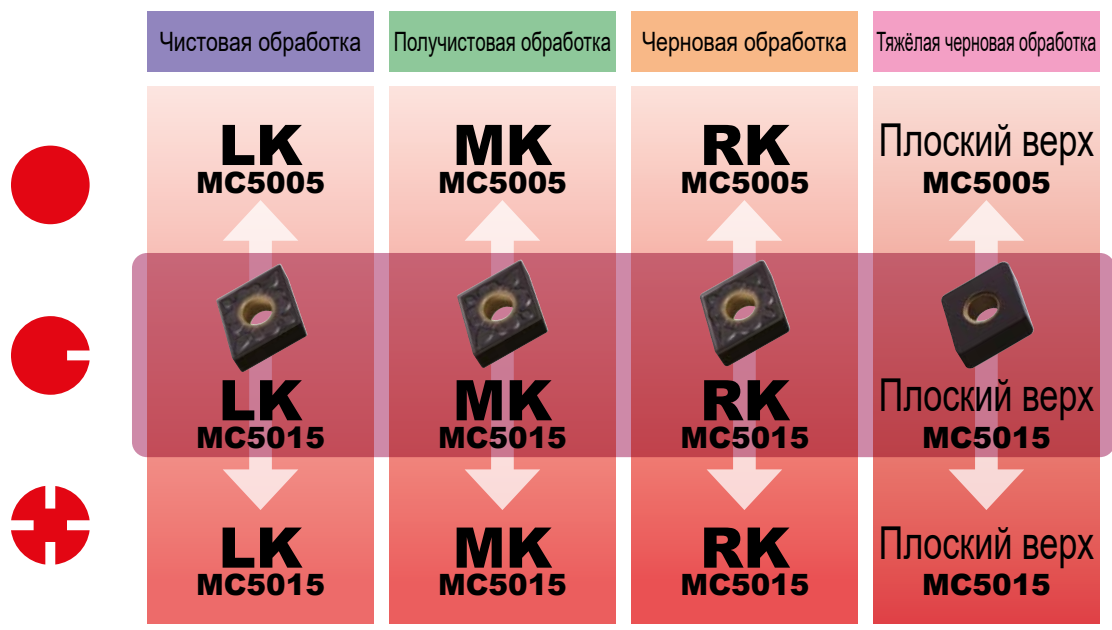 Чистовая обработка
Получистовая обработка
Черновая обработка
Тяжёлая черновая обработка
LK
MC5005
MK
MC5005
RK
MC5005
Плоский верх
MC5005
LK
MC5015
MK
MC5015
RK
MC5015
Плоский верх
MC5015
LK
MC5015
MK
MC5015
RK
MC5015
Плоский верх
MC5015